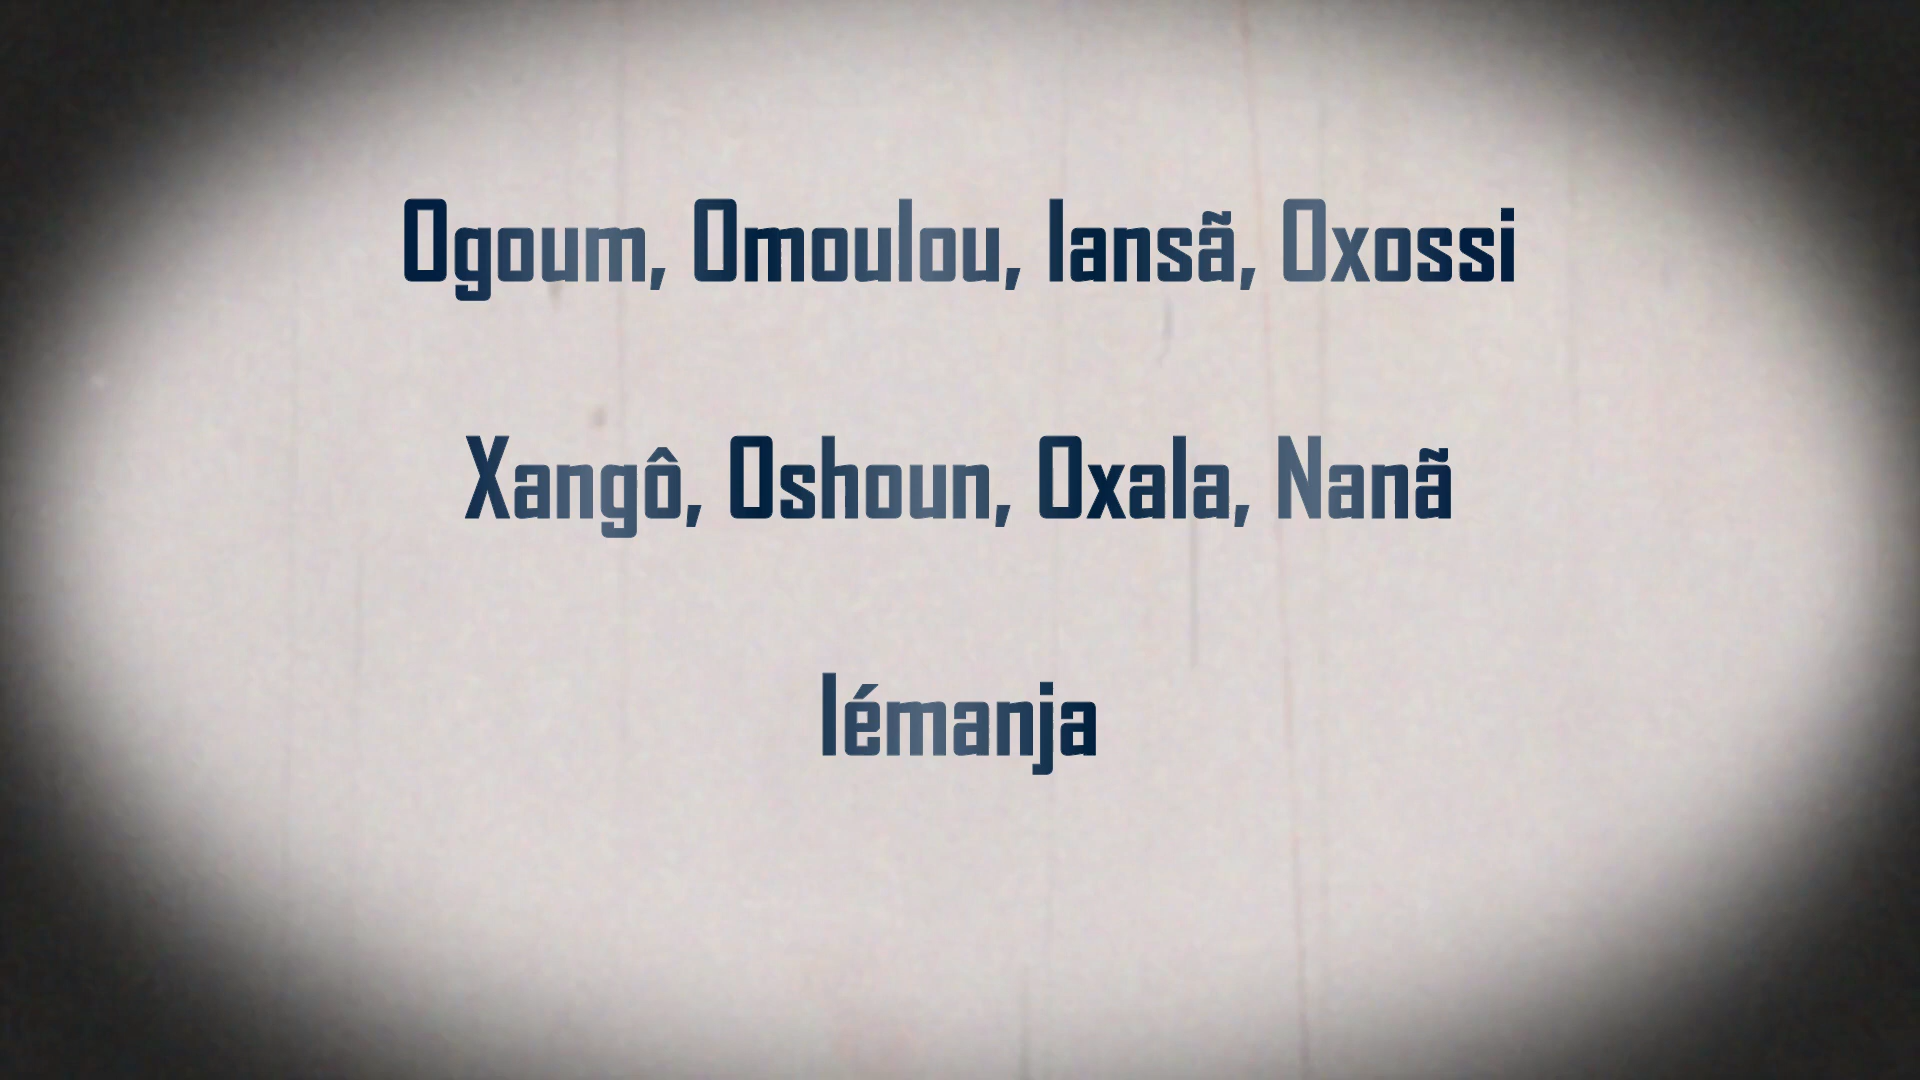 Ogoum, Omoulou, Iansã, Oxossi
Xangô, Oshoun, Oxala, Nanã
Iémanja